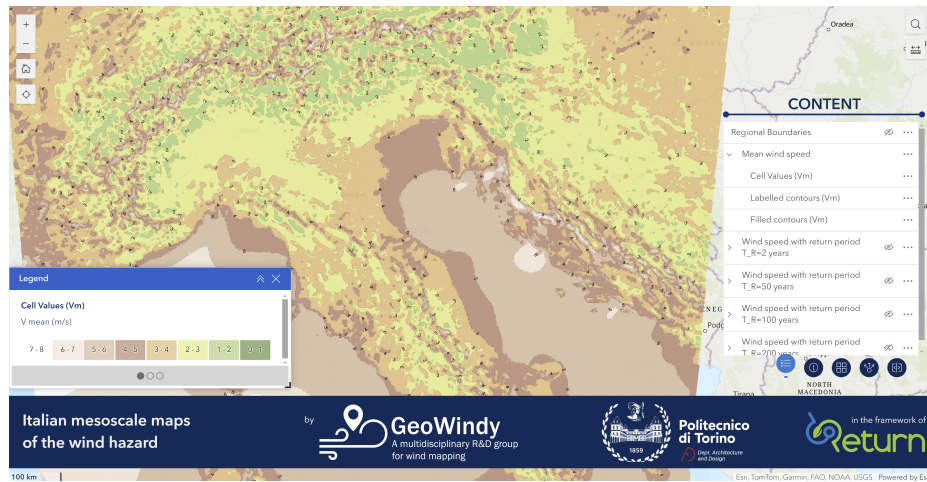 Oradea
CONTENT
Regional Boundaries
Mean wind speed
Cell Values (Vm)
Labelled contours (Vm)
Filled contours (Vm)
Wind speed with return period
T_R=2 years
Wind speed with return period
T_R=50 years
Wind speed with return period
T_R=100 years
Wind speed with return period
T_R=200 years
Legend
Cell Values (Vm)
V mean (m/s)
7 - 8 6 - 7 5 - 6 4 - 5 3 - 4 2 - 3 1 - 2 0 - 1
NORTH
MACEDONIA
Tirana
Italian mesoscale maps
of the wind hazard
by
GeoWindy
A multidisciplinary R&D group
for wind mapping
1859
Politecnico
di Torino
Dept. Architecture
and Design
in the framework of
Return
100 km
Esri, TomTom, Garmin, FAO, NOAA, USGS Powered by Es